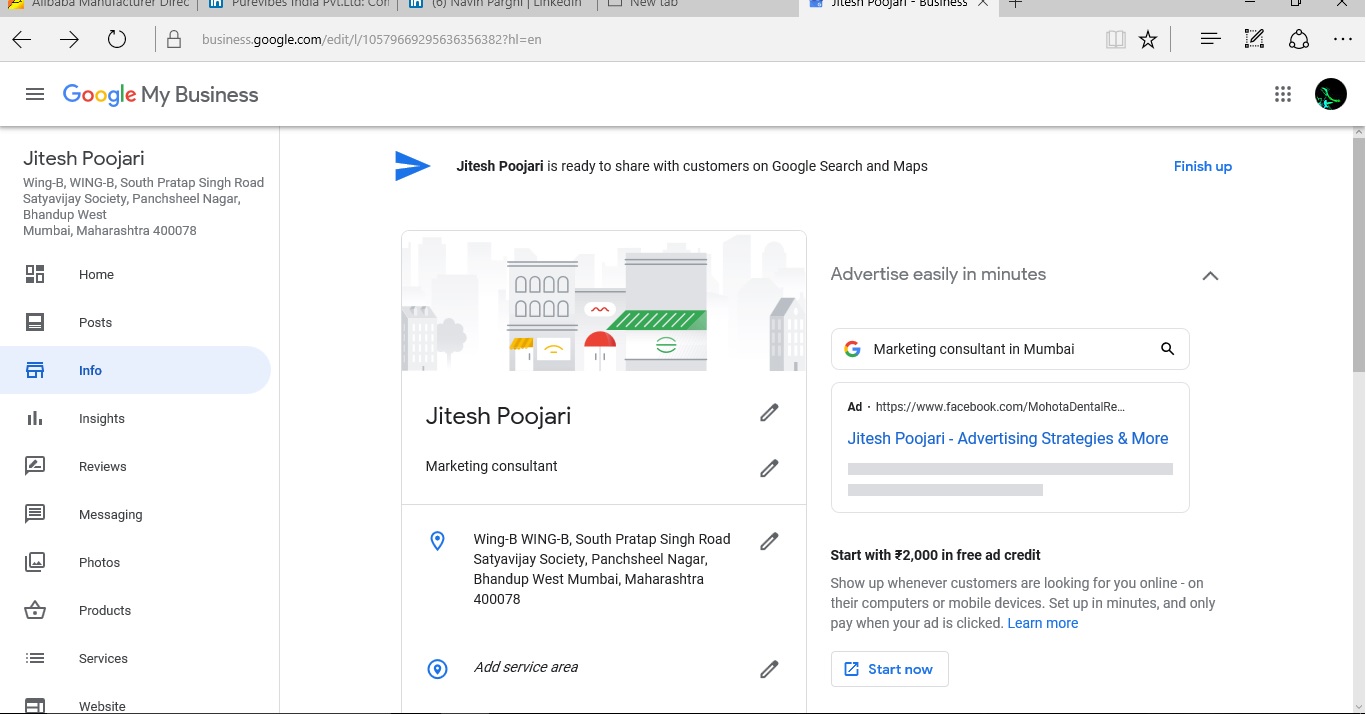 Alibaba Manufacturer Direc
Purevibes India Pvt.Ltd: Con
(6) Navin Parghi | LinkedIn
New tab
Jitesh Poojari - Business
business.google.com/edit/l/10579669295636356382?hl=en
Google My Business
Jitesh Poojari
Wing-B, WING-B, South Pratap Singh Road
Satyavijay Society, Panchsheel Nagar,
Bhandup West
Mumbai, Maharashtra 400078
Home
Posts
Info
Insights
Reviews
Messaging
Photos
Products
Services
Website
Jitesh Poojari is ready to share with customers on Google Search and Maps
Finish up
Jitesh Poojari
Marketing consultant
Wing-B WING-B, South Pratap Singh Road
Satyavijay Society, Panchsheel Nagar,
Bhandup West Mumbai, Maharashtra
400078
Add service area
Advertise easily in minutes
Marketing consultant in Mumbai
Ad · https://www.facebook.com/MohotaDentalRe...
Jitesh Poojari - Advertising Strategies & More
Start with ₹2,000 in free ad credit
Show up whenever customers are looking for you online - on
their computers or mobile devices. Set up in minutes, and only
pay when your ad is clicked. Learn more
Start now